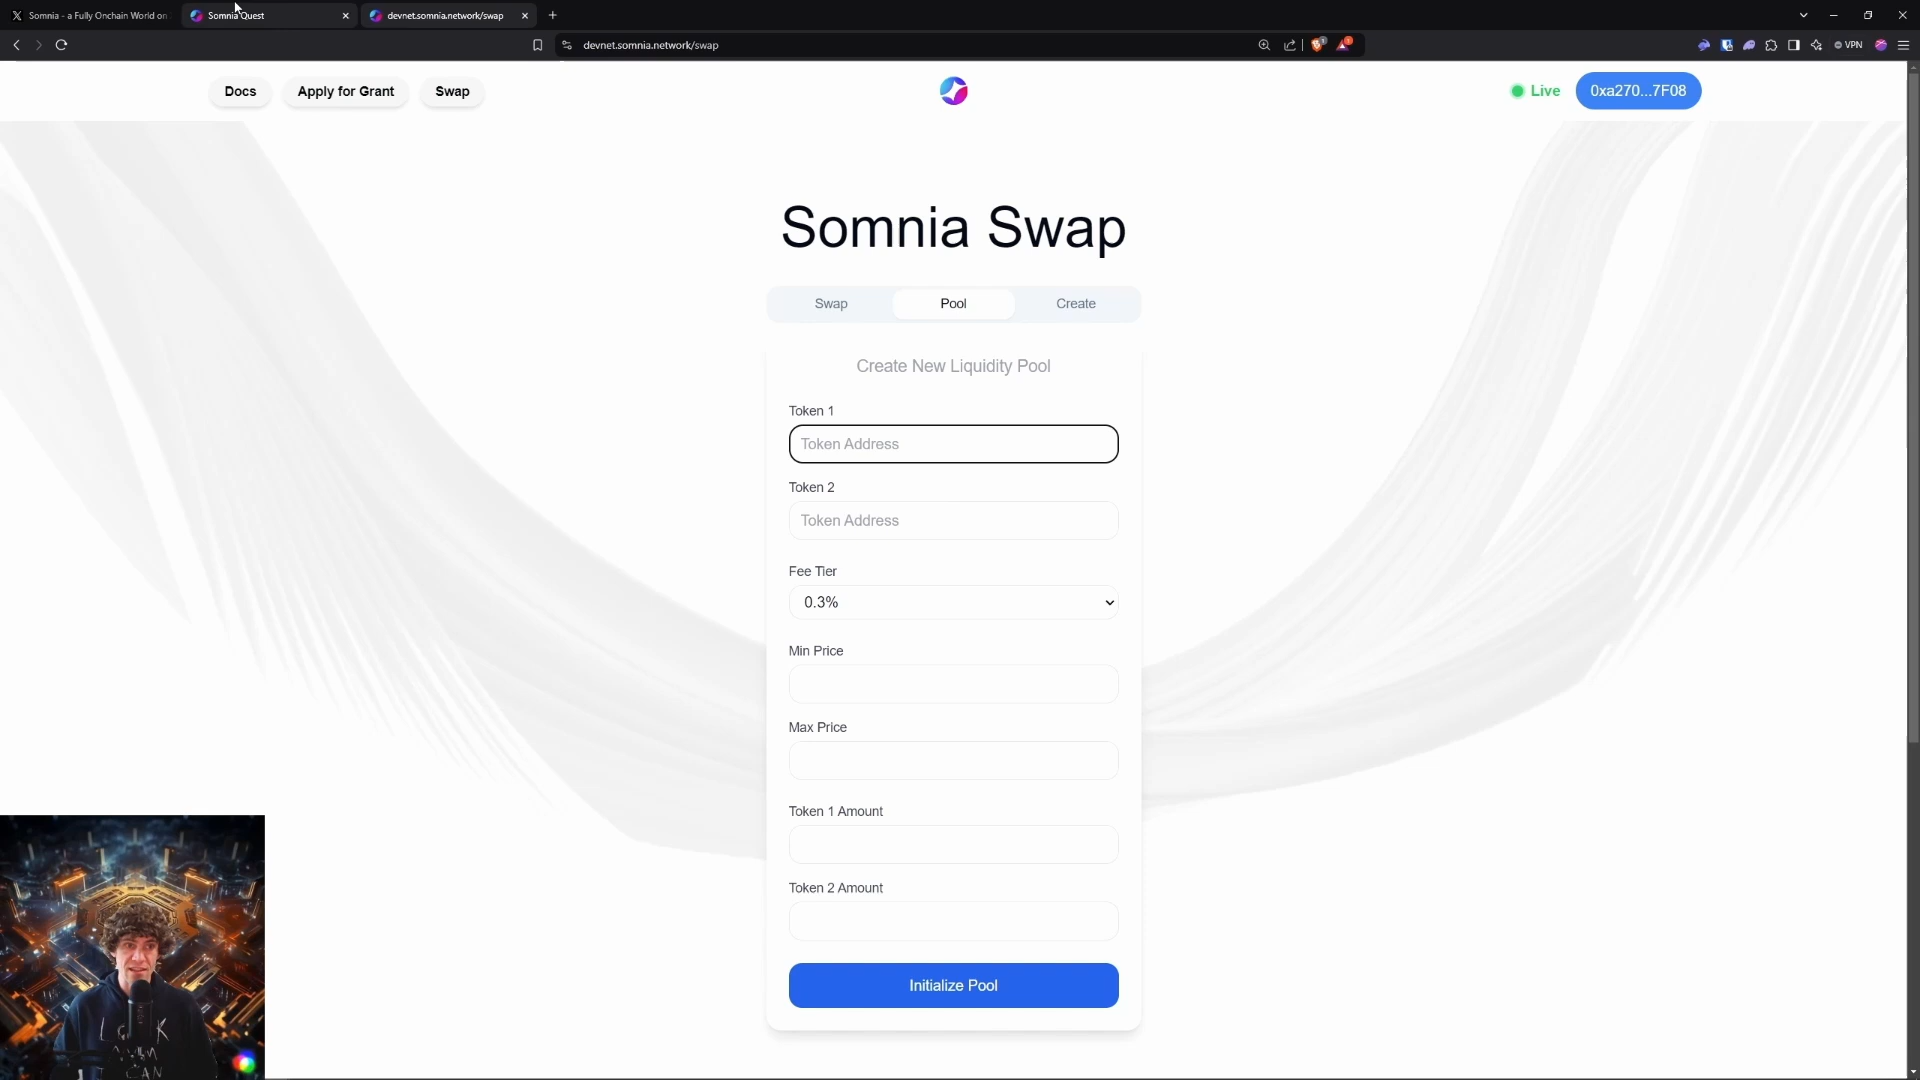 Somnia - a Fully Onchain World on
Somnia Quest
devnet.somnia.network/swap
devnet.somnia.network/swap
VPN
Docs
Apply for Grant
Swap
Live
0xa270...7F08
Somnia Swap
Swap
Pool
Create
Create New Liquidity Pool
Token 1
Token Address
Token 2
Token Address
Fee Tier
0.3%
Min Price
Max Price
Token 1 Amount
Token 2 Amount
Initialize Pool